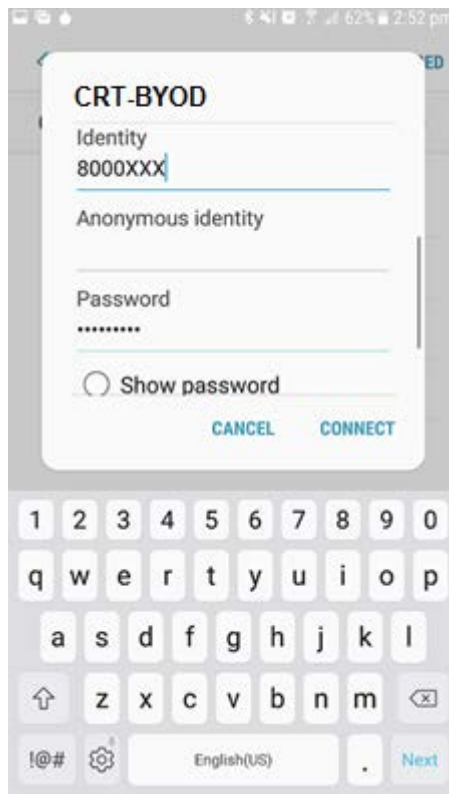 62% 2:52 pm
ED
CRT-BYOD
Identity
8000XXX
Anonymous identity
Password
•••••••••
Show password
CANCEL CONNECT
1 2 3 4 5 6 7 8 9 0
q w e r t y u i o p
a s d f g h j k l
z x c v b n m
!@# English(US) . Next